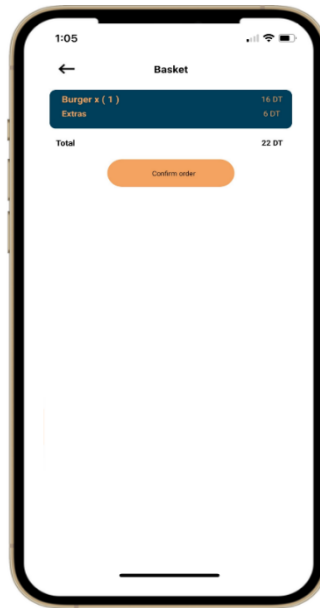 1:05
Basket
Burger x ( 1 ) 16 DT
Extras 6 DT
Total 22 DT
Confirm order